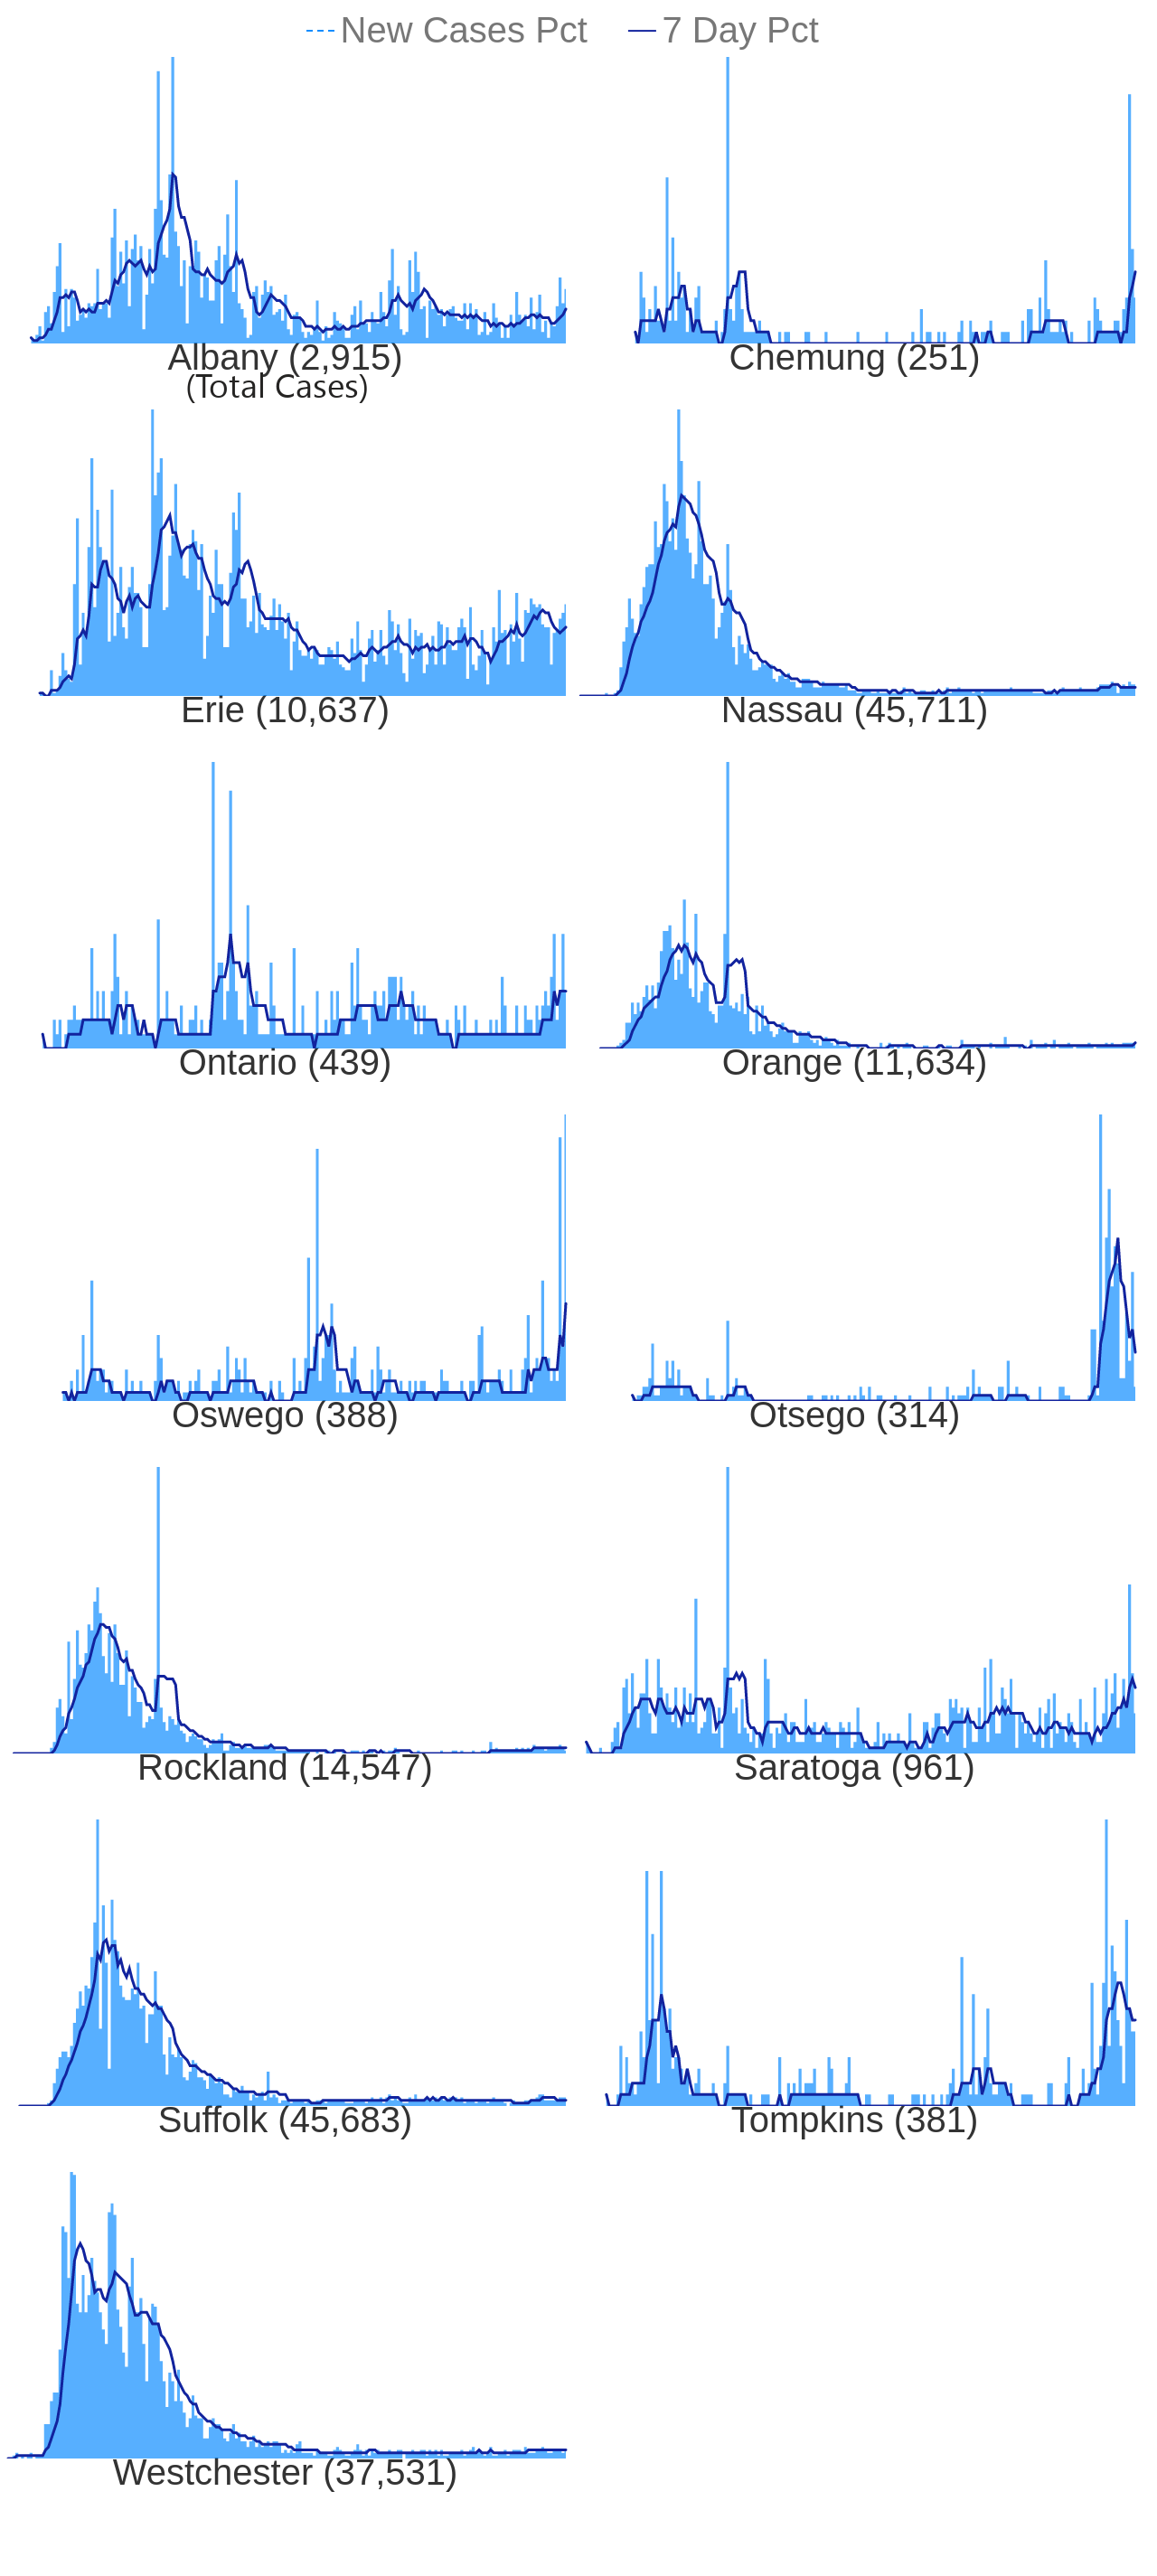 New Cases Pct 7 Day Pct
Albany (2,915) Chemung (251)
(Total Cases)
Erie (10,637) Nassau (45,711)
Ontario (439) Orange (11,634)
Oswego (388) Otsego (314)
Rockland (14,547) Saratoga (961)
Suffolk (45,683) Tompkins (381)
Westchester (37,531)